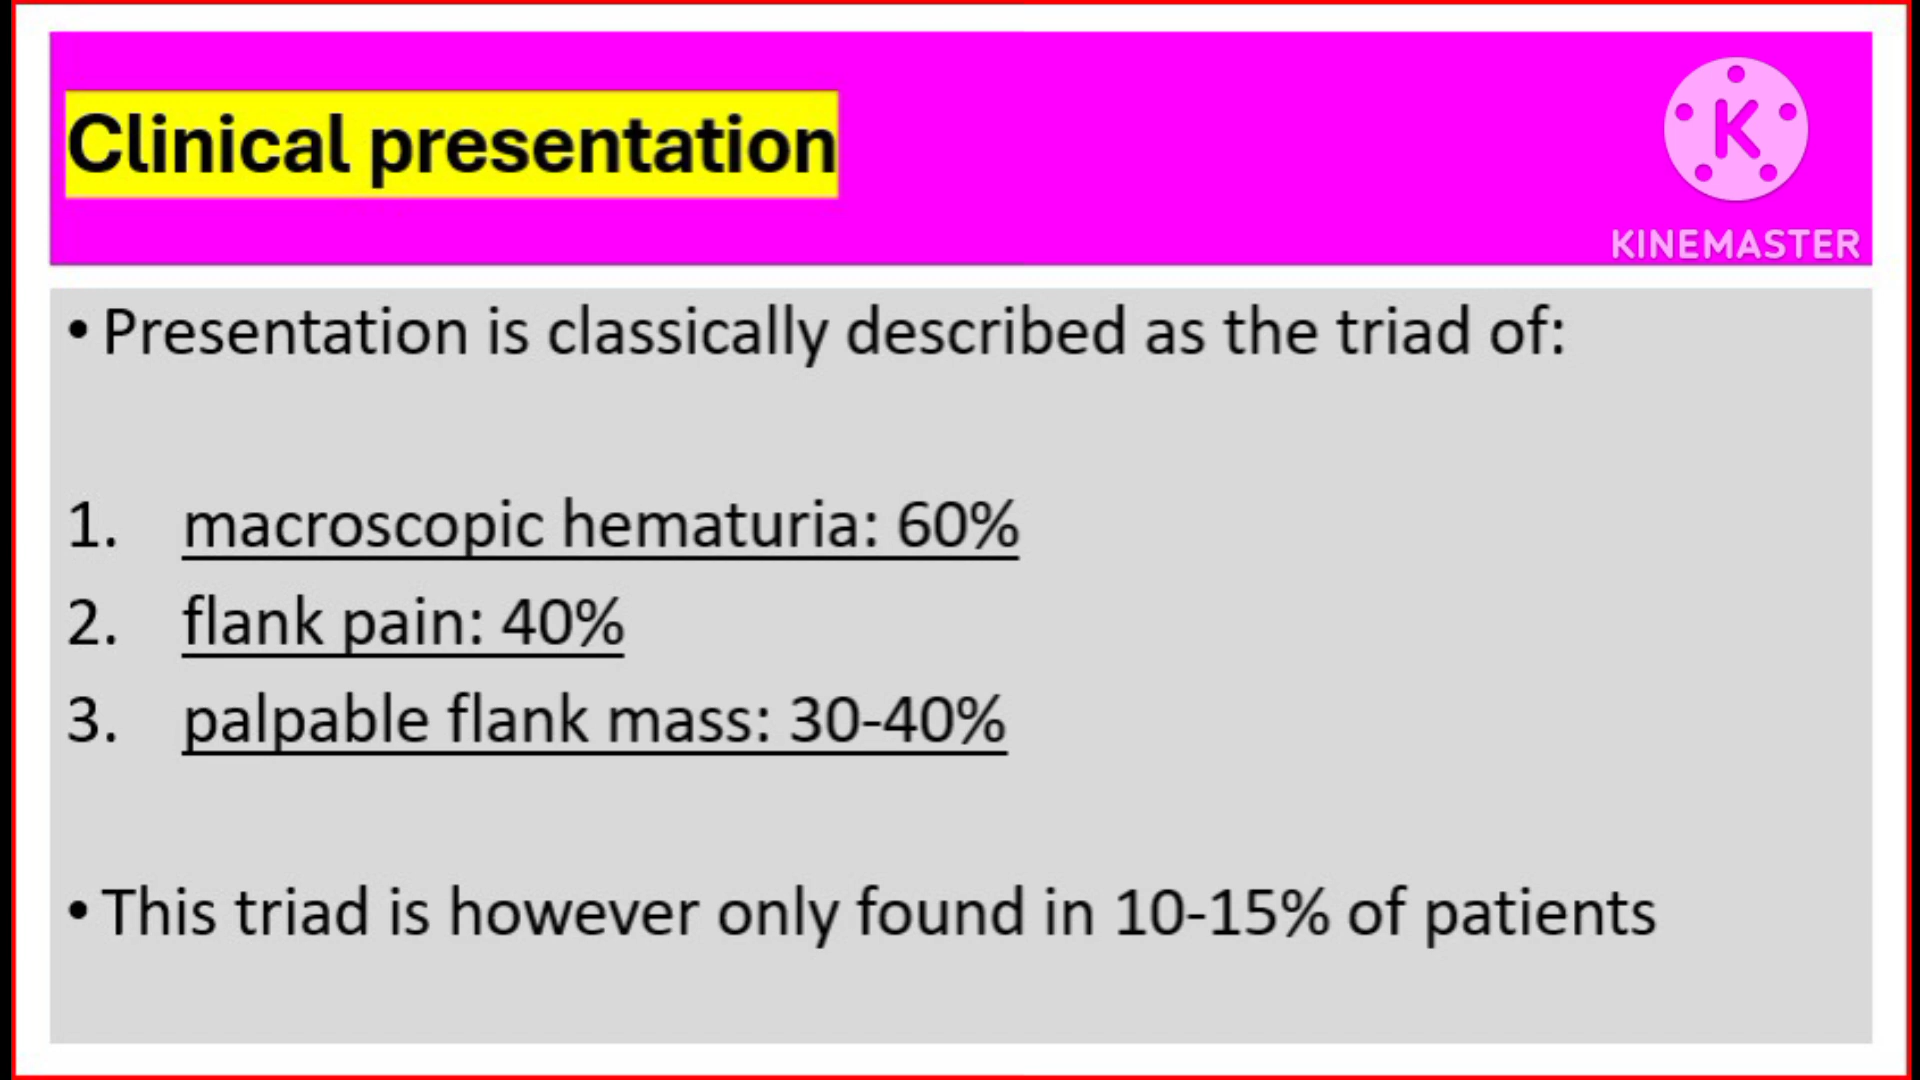 Clinical presentation
K
KINEMASTER
• Presentation is classically described as the triad of:
1. macroscopic hematuria: 60%
2. flank pain: 40%
3. palpable flank mass: 30-40%
• This triad is however only found in 10-15% of patients